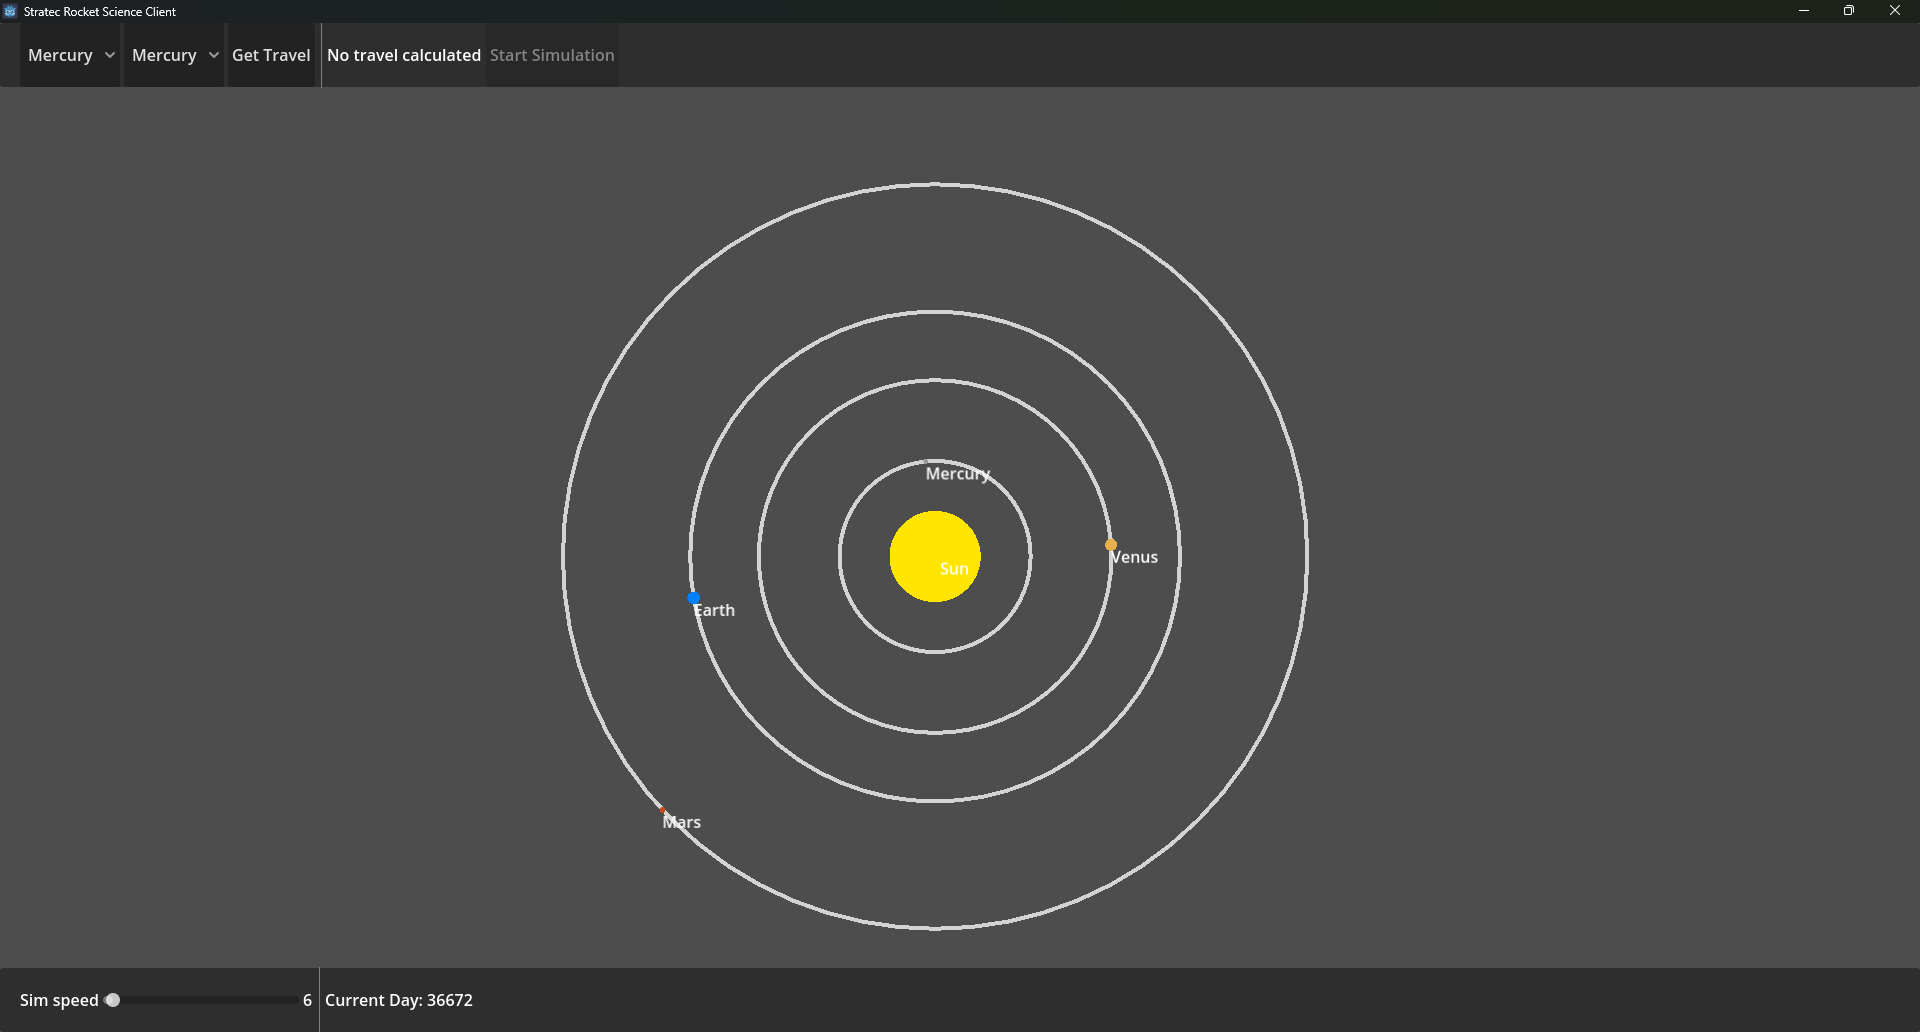 Stratec Rocket Science Client
Mercury Mercury Get Travel No travel calculated Start Simulation
Mercury
Venus
Sun
Earth
Mars
Sim speed 6 Current Day: 36672